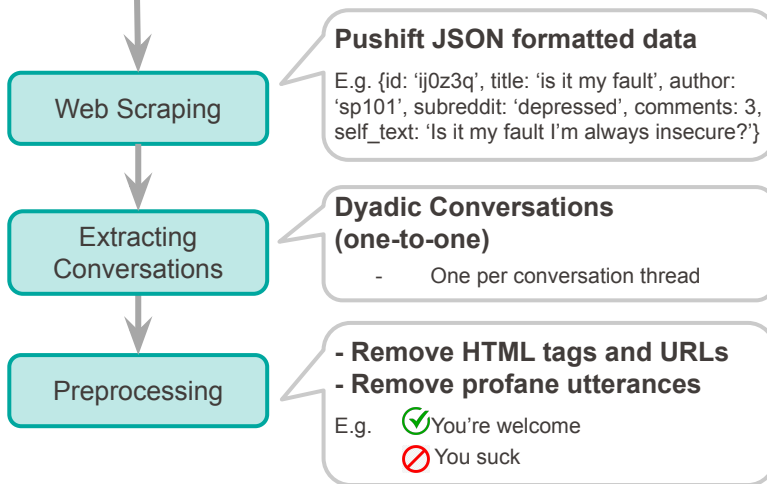 Pushift JSON formatted data
E.g. {id: ‘ij0z3q’, title: ‘is it my fault’, author:
‘sp101’, subreddit: ‘depressed’, comments: 3,
self_text: ‘Is it my fault I’m always insecure?’}
Web Scraping
Dyadic Conversations
(one-to-one)
- One per conversation thread
Extracting
Conversations
- Remove HTML tags and URLs
- Remove profane utterances
E.g. You’re welcome
You suck
Preprocessing